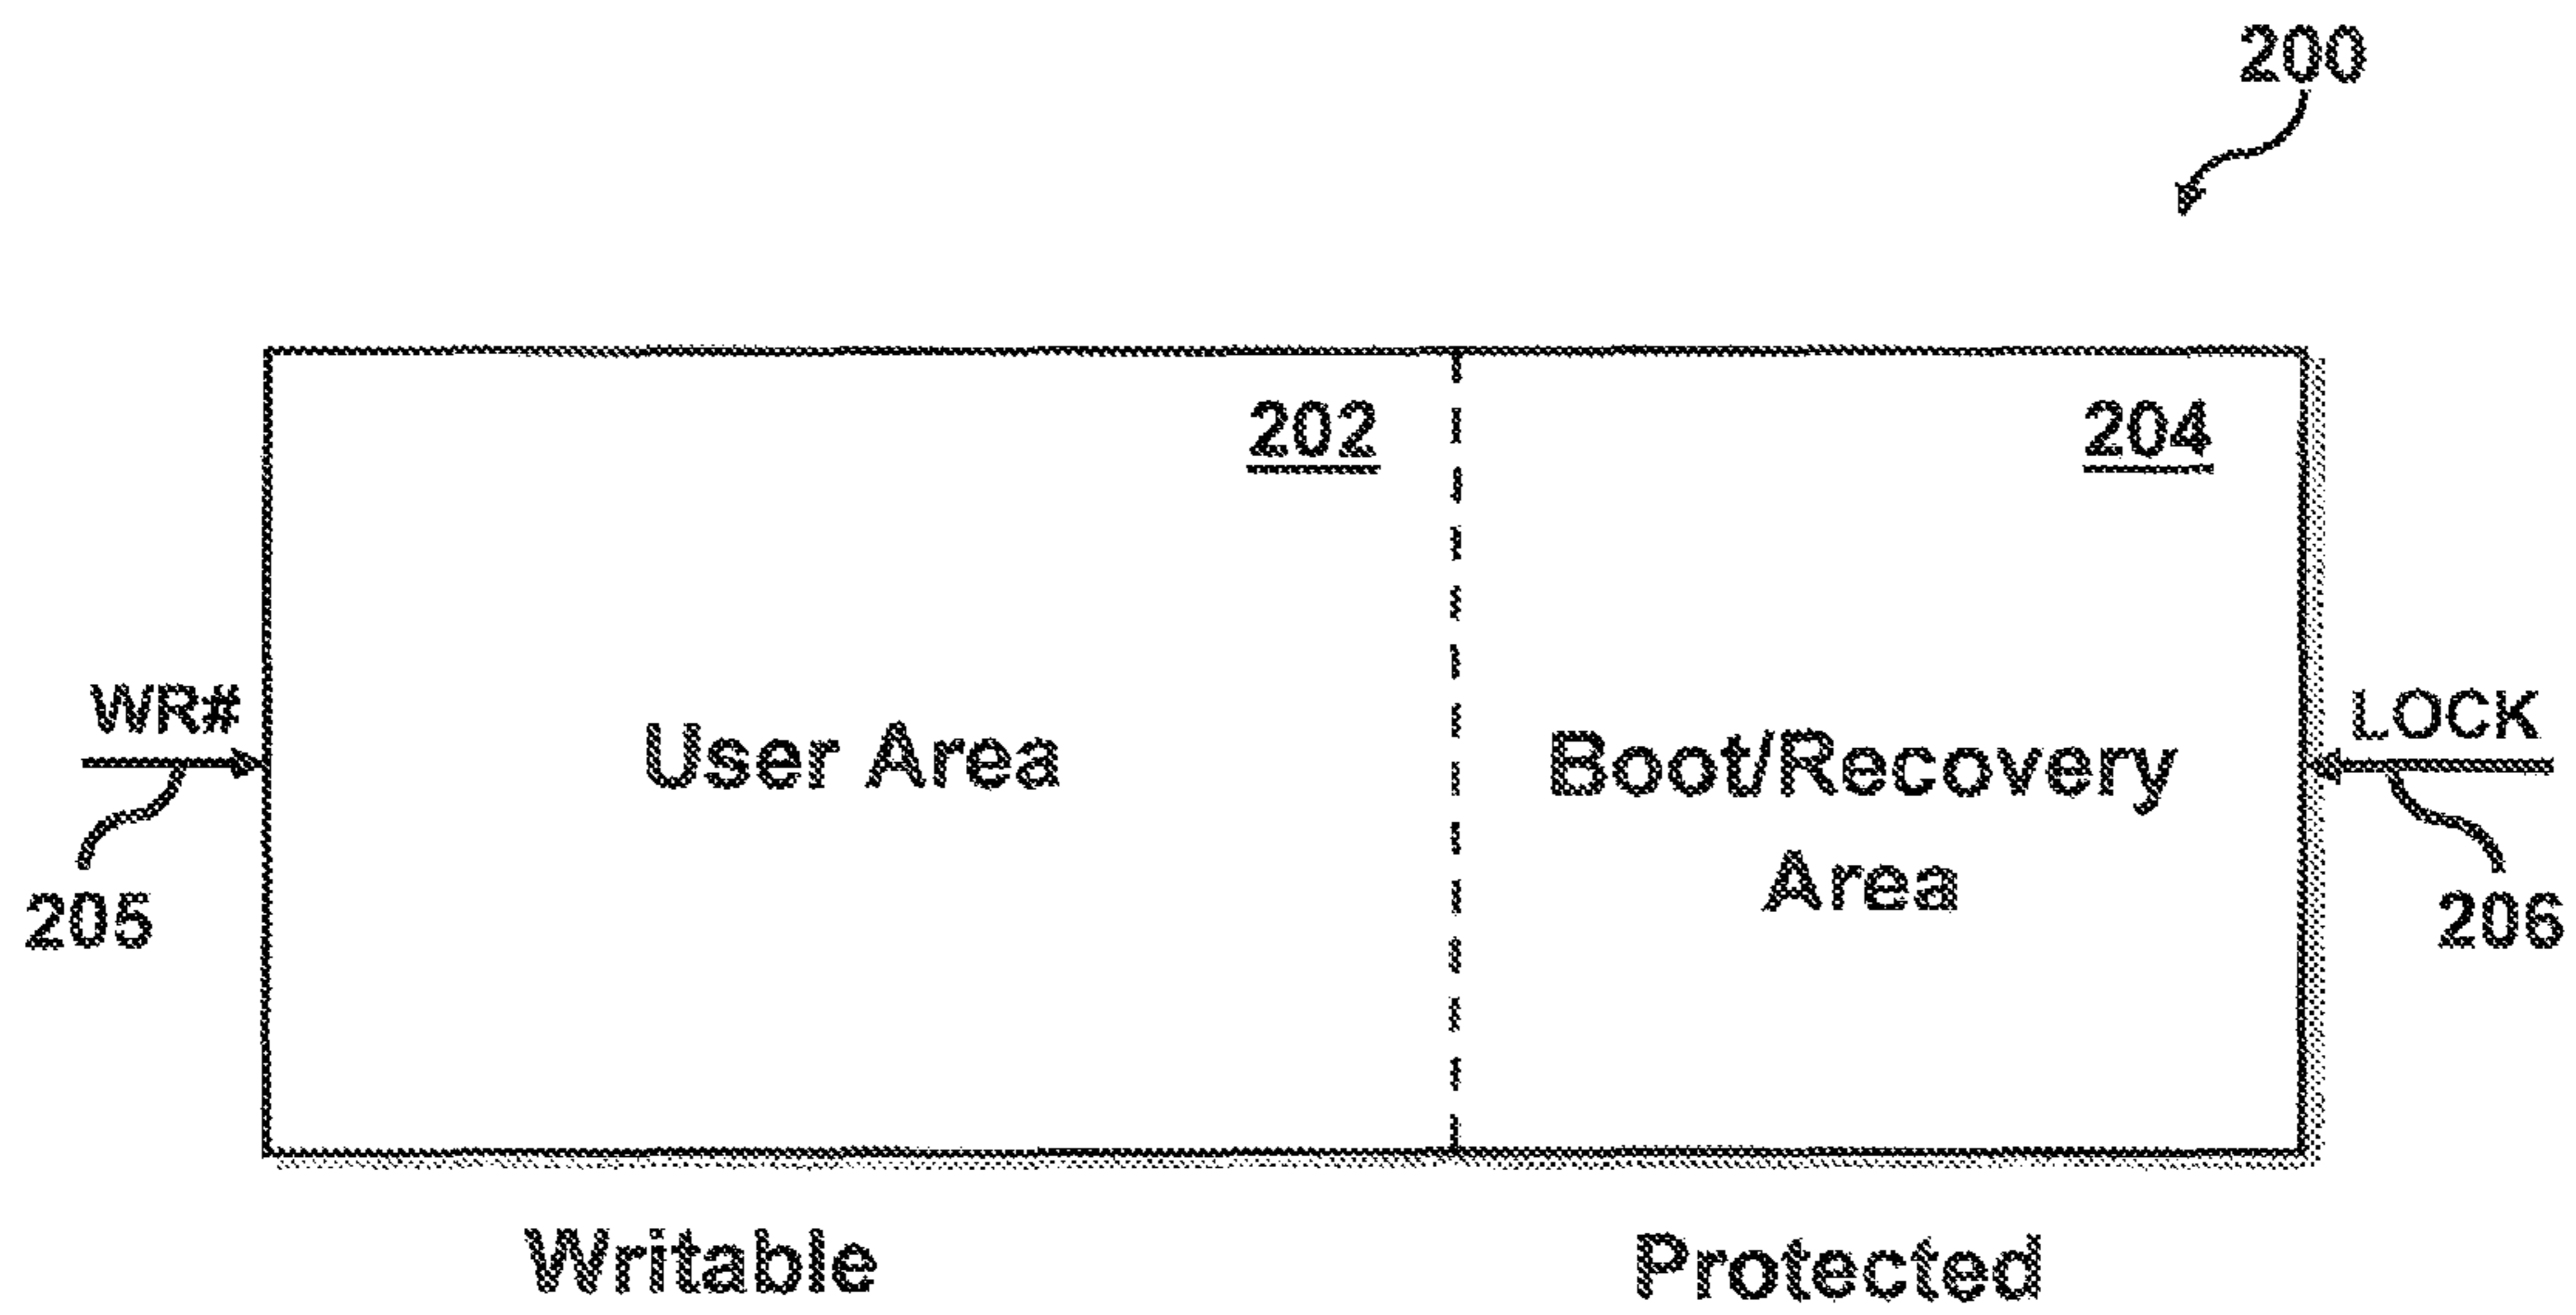 200
202
204
WR#
User Area
Boot/Recovery
Area
LOCK
205
206
Writable
Protected